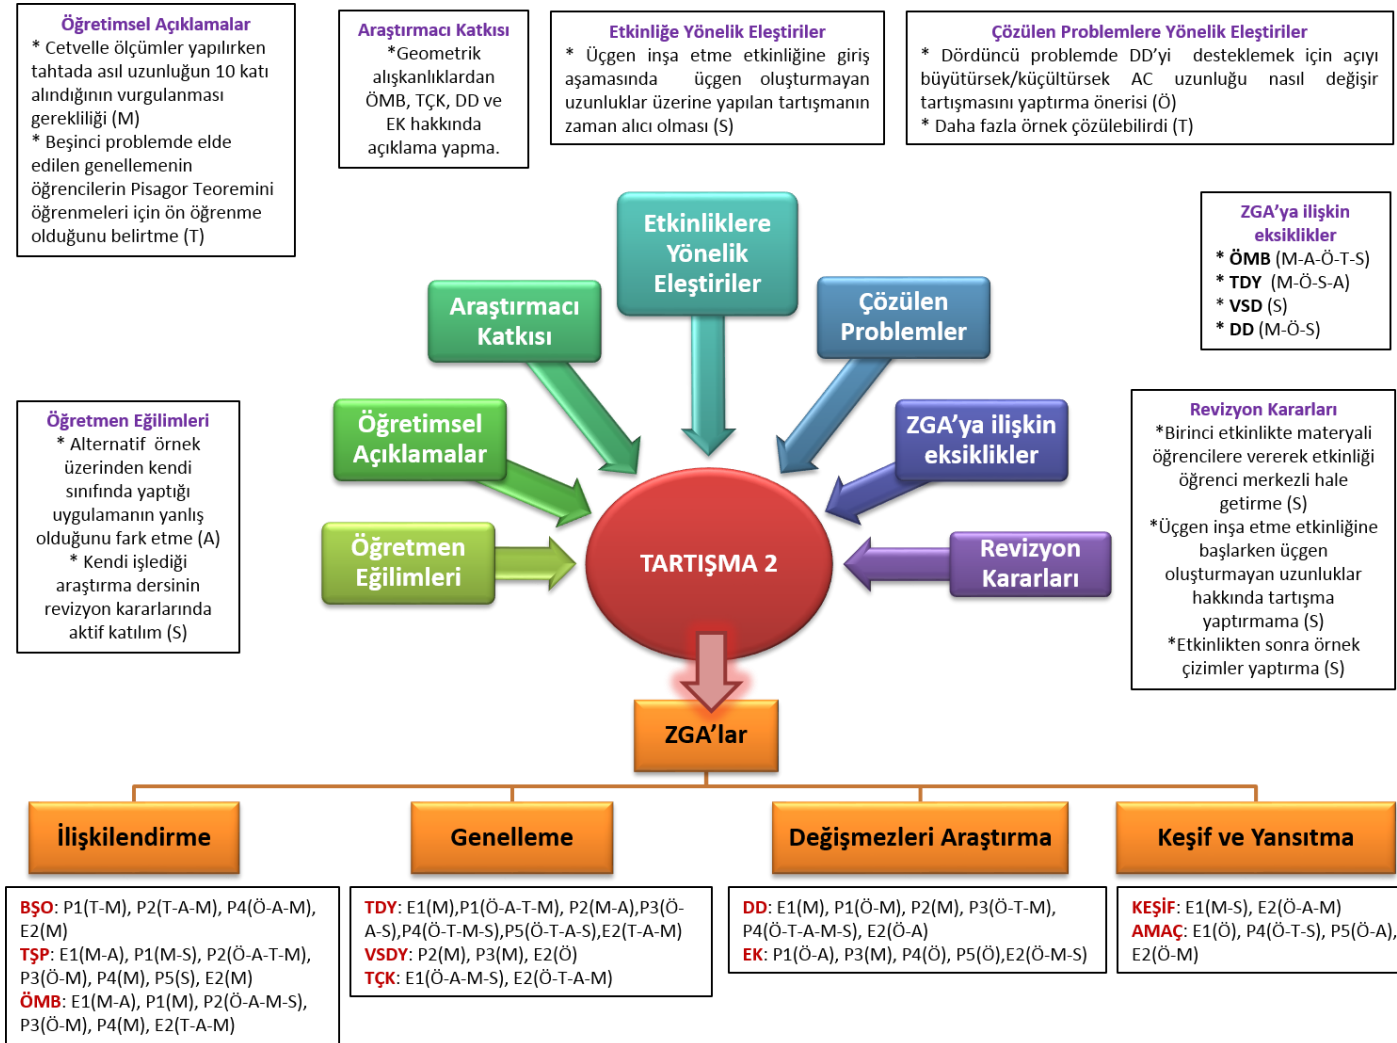 Öğretimsel Açıklamalar
* Cetvelle ölçümler yapılırken
tahtada asıl uzunluğun 10 katı
alındığının vurgulanması
gerekliliği (M)
* Beşinci problemde elde
edilen genellemenin
öğrencilerin Pisagor Teoremini
öğrenmeleri için ön öğrenme
olduğunu belirtme (T)
Araştırmacı Katkısı
*Geometrik
alışkanlıklardan
ÖMB, TÇK, DD ve
EK hakkında
açıklama yapma.
Etkinliğe Yönelik Eleştiriler
* Üçgen inşa etme etkinliğine giriş
aşamasında üçgen oluşturmayan
uzunluklar üzerine yapılan tartışmanın
zaman alıcı olması (S)
Çözülen Problemlere Yönelik Eleştiriler
* Dördüncü problemde DD’yi desteklemek için açıyı
büyütürsek/küçültürsek AC uzunluğu nasıl değişir
tartışmasını yaptırma önerisi (Ö)
* Daha fazla örnek çözülebilirdi (T)
ZGA’ya ilişkin
eksiklikler
* ÖMB (M-A-Ö-T-S)
* TDY (M-Ö-S-A)
* VSD (S)
* DD (M-Ö-S)
Etkinliklere
Yönelik
Eleştiriler
Araştırmacı
Katkısı
Çözülen
Problemler
Öğretimsel
Açıklamalar
ZGA’ya ilişkin
eksiklikler
Öğretmen
Eğilimleri
TARTIŞMA 2
Revizyon
Kararları
Öğretmen Eğilimleri
* Alternatif örnek
üzerinden kendi
sınıfında yaptığı
uygulamanın yanlış
olduğunu fark etme (A)
* Kendi işlediği
araştırma dersinin
revizyon kararlarında
aktif katılım (S)
Revizyon Kararları
*Birinci etkinlikte materyali
öğrencilere vererek etkinliği
öğrenci merkezli hale
getirme (S)
*Üçgen inşa etme etkinliğine
başlarken üçgen
oluşturmayan uzunluklar
hakkında tartışma
yaptırmama (S)
*Etkinlikten sonra örnek
çizimler yaptırma (S)
ZGA’lar
İlişkilendirme
Genelleme
Değişmezleri Araştırma
Keşif ve Yansıtma
BŞO: P1(T-M), P2(T-A-M), P4(Ö-A-M),
E2(M)
TŞP: E1(M-A), P1(M-S), P2(Ö-A-T-M),
P3(Ö-M), P4(M), P5(S), E2(M)
ÖMB: E1(M-A), P1(M), P2(Ö-A-M-S),
P3(Ö-M), P4(M), E2(T-A-M)
TDY: E1(M),P1(Ö-A-T-M), P2(M-A),P3(Ö-
A-S),P4(Ö-T-M-S),P5(Ö-T-A-S),E2(T-A-M)
VSDY: P2(M), P3(M), E2(Ö)
TÇK: E1(Ö-A-M-S), E2(Ö-T-A-M)
DD: E1(M), P1(Ö-M), P2(M), P3(Ö-T-M),
P4(Ö-T-A-M-S), E2(Ö-A)
EK: P1(Ö-A), P3(M), P4(Ö), P5(Ö),E2(Ö-M-S)
KEŞİF: E1(M-S), E2(Ö-A-M)
AMAÇ: E1(Ö), P4(Ö-T-S), P5(Ö-A),
E2(Ö-M)